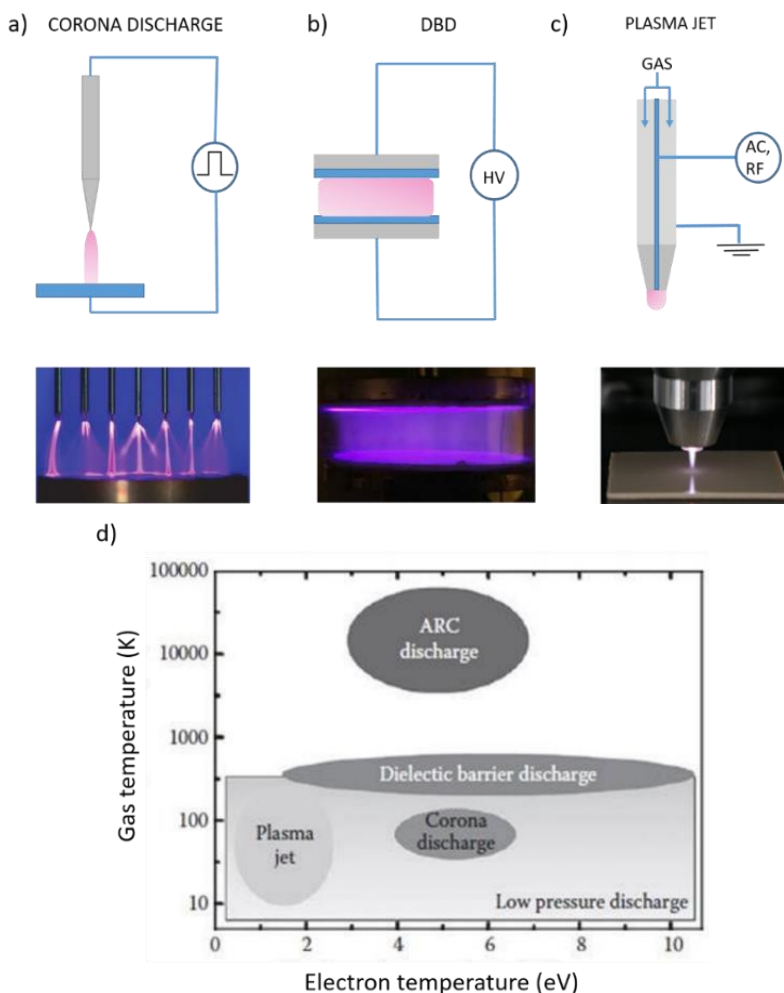 a) CORONA DISCHARGE b) DBD c) PLASMA JET
GAS
HV
AC,
RF
d)
Gas temperature (K)
100000
10000
1000
100
10
ARC
discharge
Dielectic barrier discharge
Corona
discharge
Plasma
jet
Low pressure discharge
0 2 4 6 8 10
Electron temperature (eV)